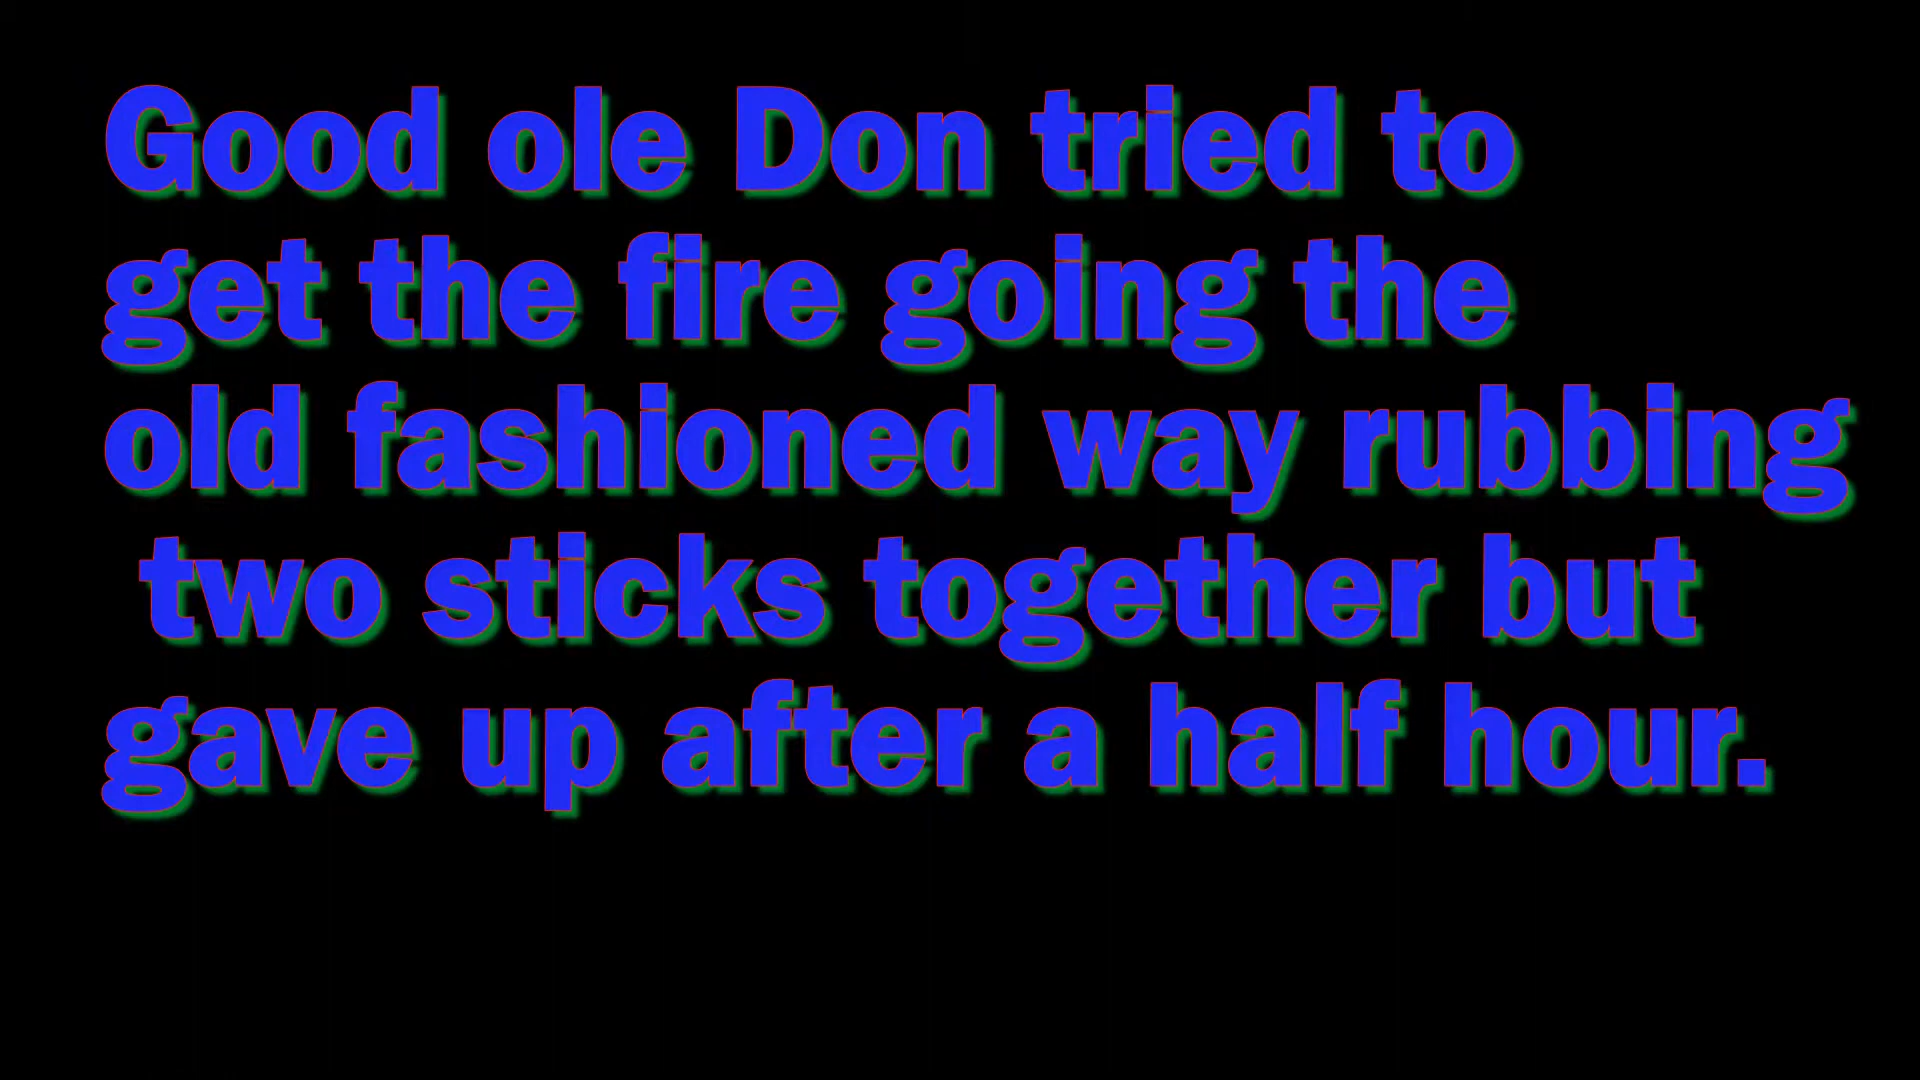 Good ole Don tried to
get the fire going the
old fashioned way rubbing
two sticks together but
gave up after a half hour.